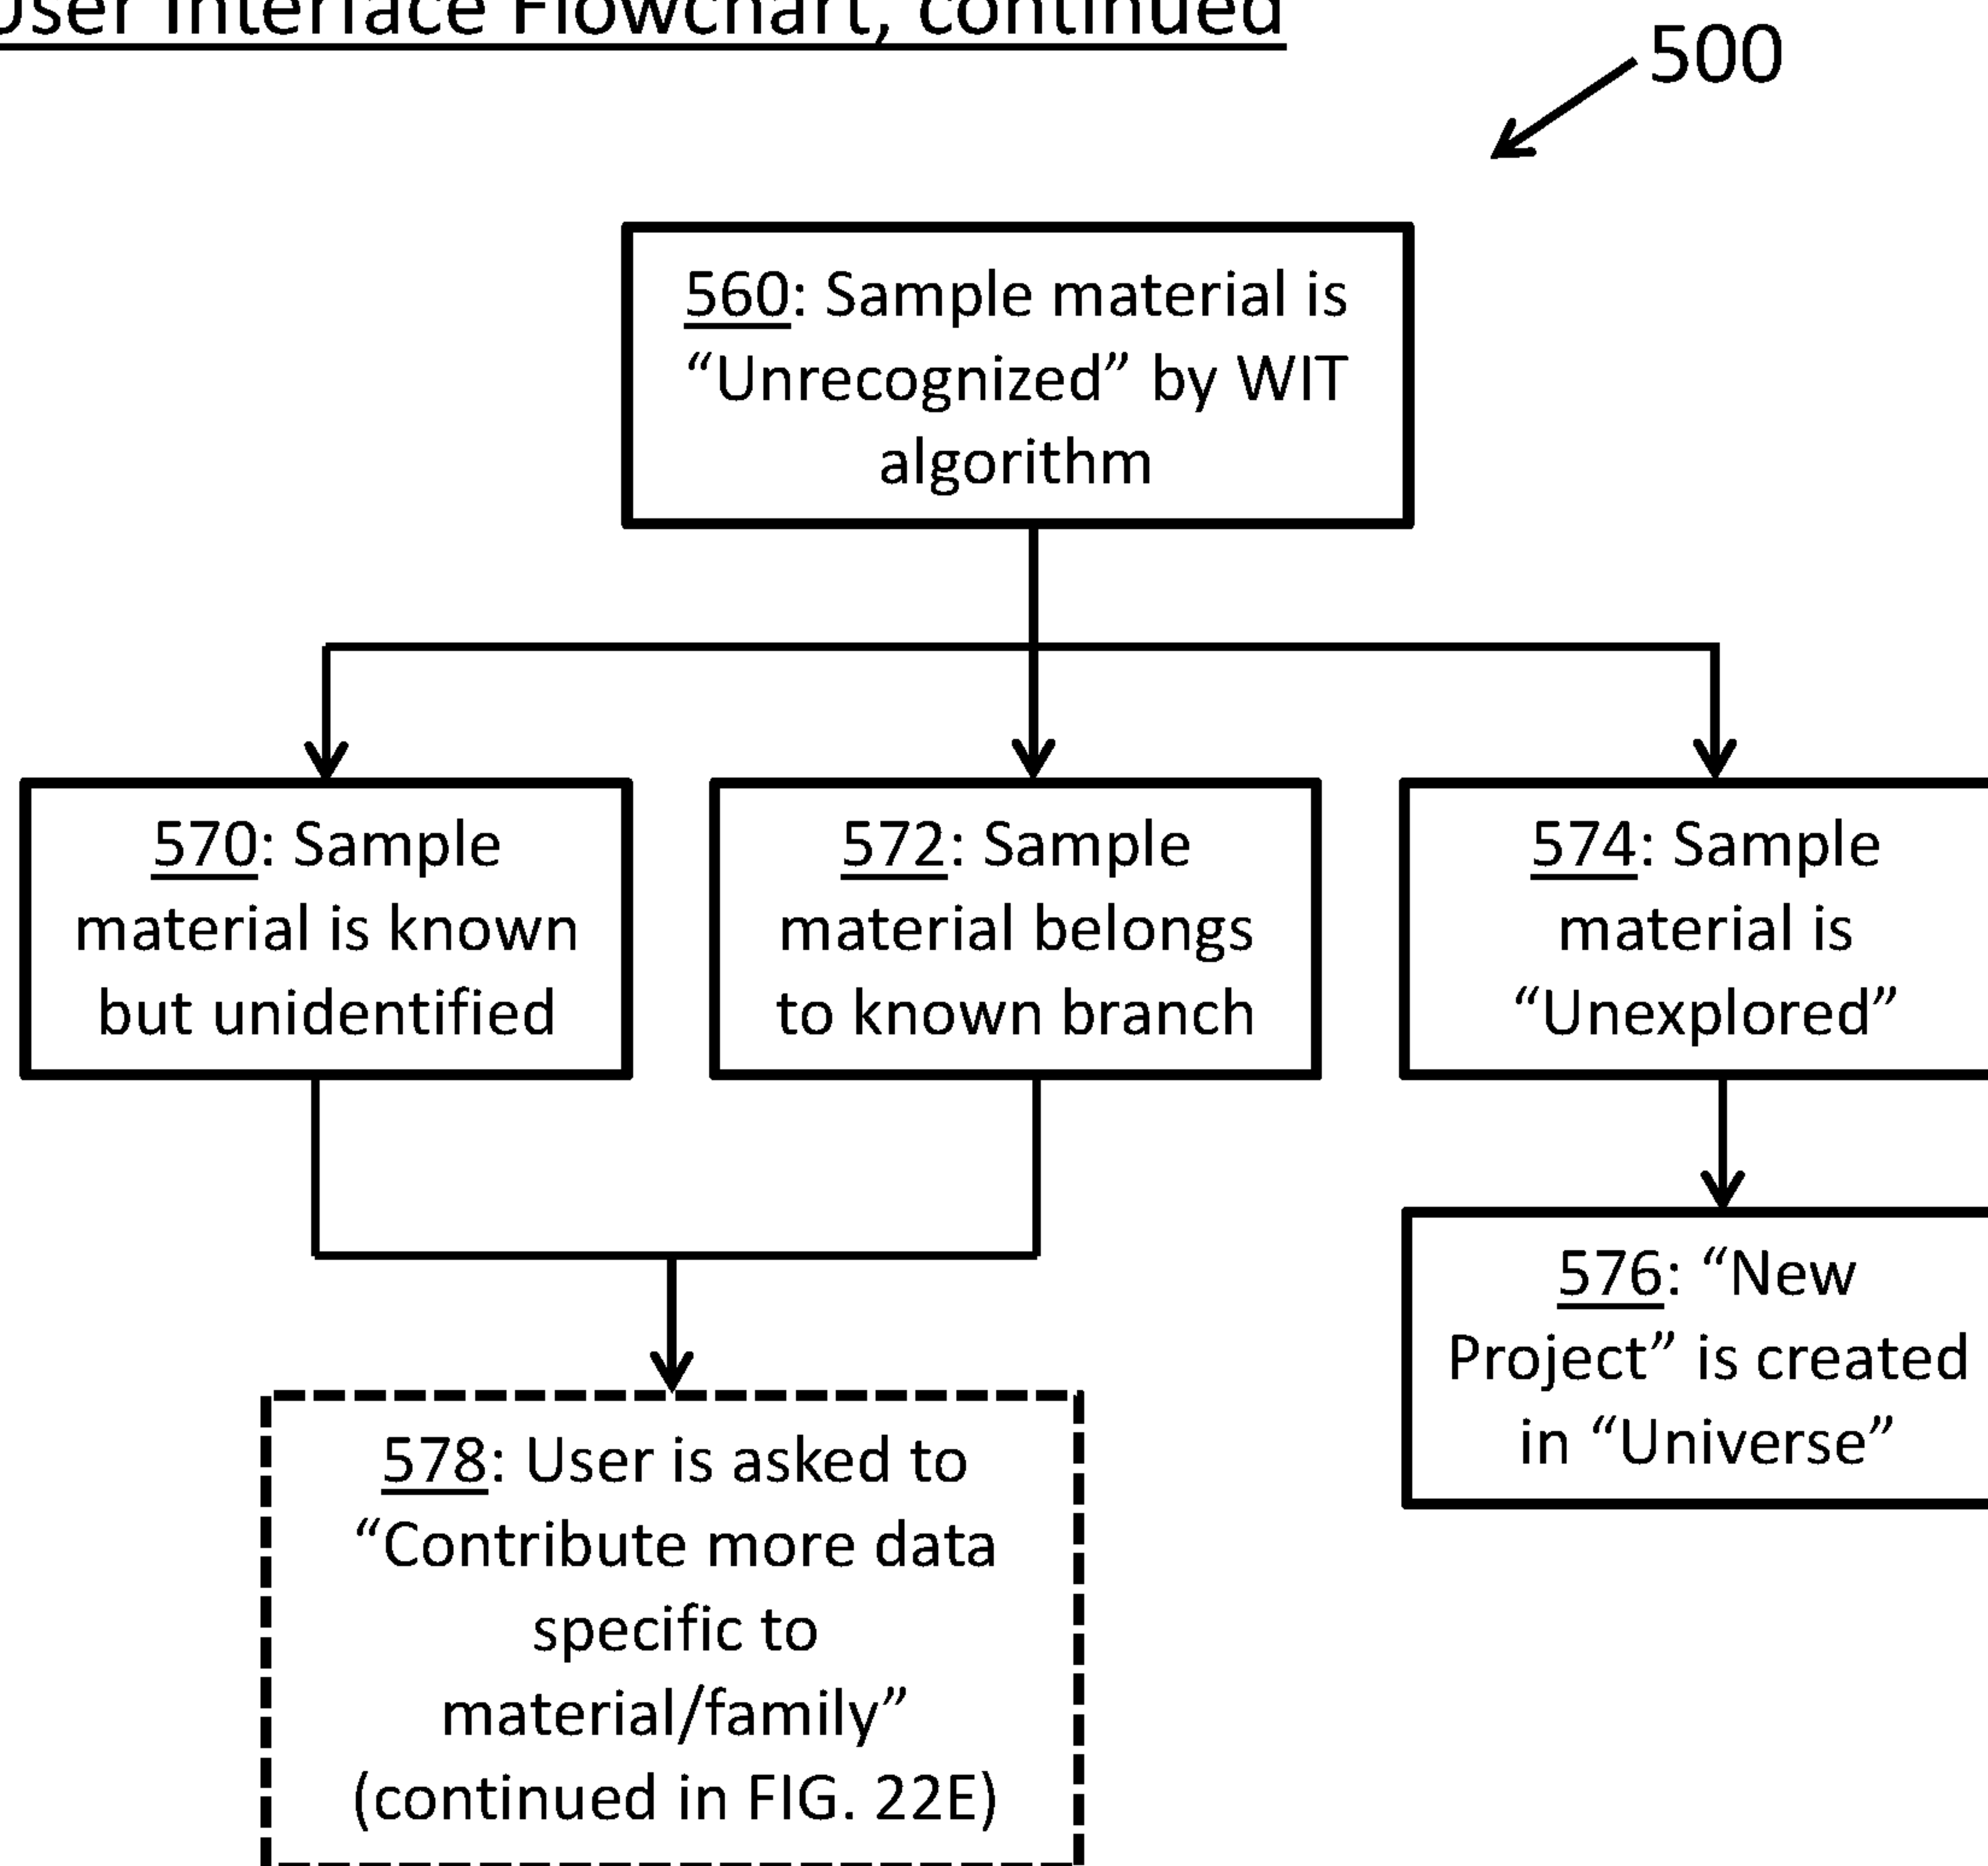 User Interface Flowchart, continued
500
560: Sample material is
“Unrecognized” by WIT
algorithm
570: Sample
material is known
but unidentified
572: Sample
material belongs
to known branch
574: Sample
material is
“Unexplored”
576: “New
Project” is created
in “Universe”
578: User is asked to
“Contribute more data
specific to
material/family”
(continued in FIG. 22E)